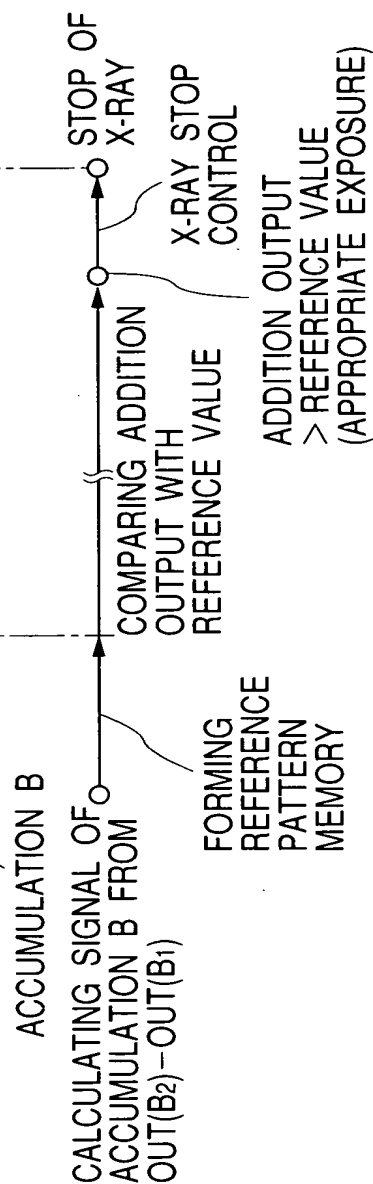 ACCUMULATION B
CALCULATING SIGNAL OF
ACCUMULATION B FROM
OUT(B2)−OUT(B1)
FORMING
REFERENCE
PATTERN
MEMORY
COMPARING ADDITION
OUTPUT WITH
REFERENCE VALUE
ADDITION OUTPUT
> REFERENCE VALUE
(APPROPRIATE EXPOSURE)
X-RAY STOP
CONTROL
STOP OF
X-RAY